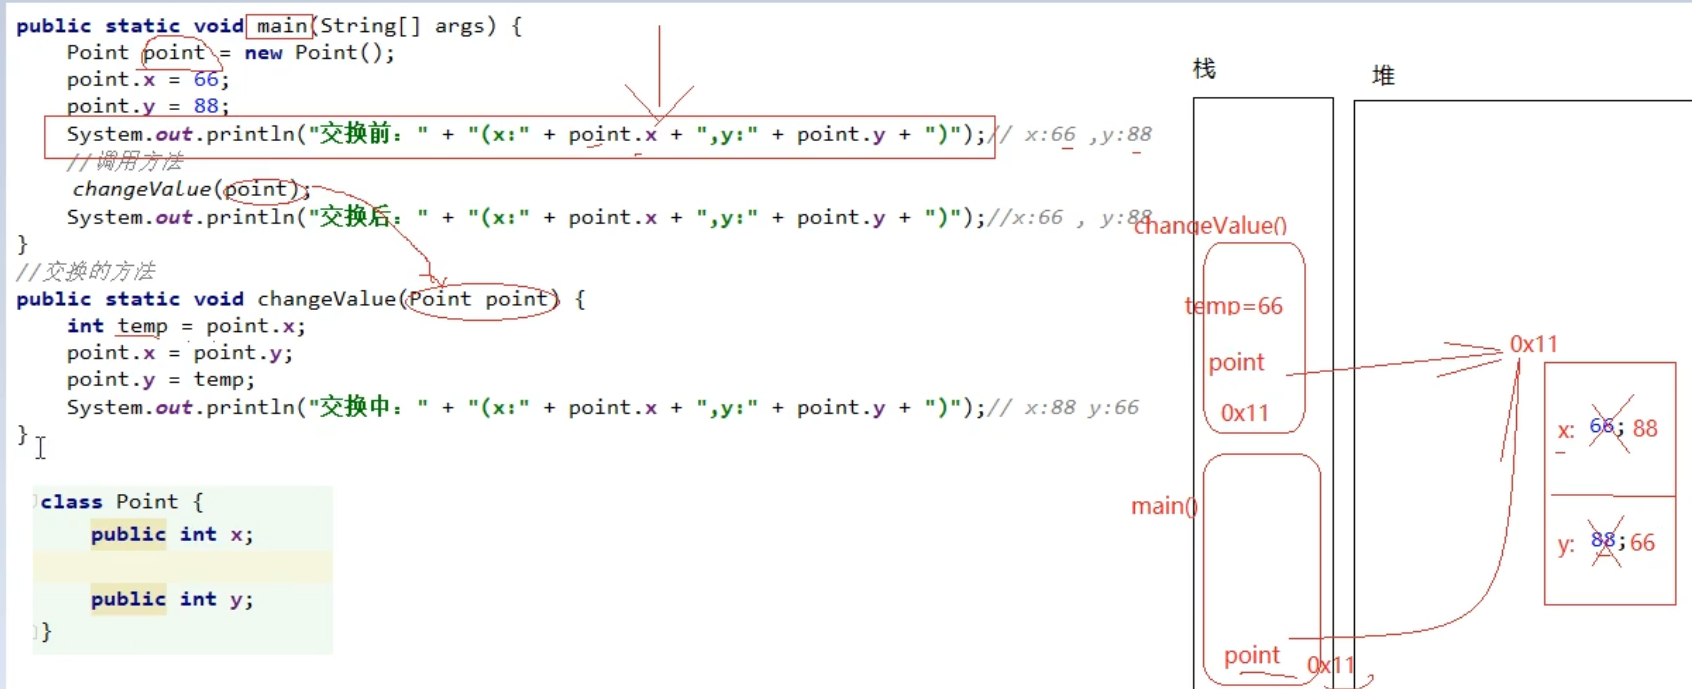 public static void main(String[] args) {
Point point = new Point();
point.x = 66;
point.y = 88;
System.out.println("交换前：" + "(x:" + point.x + ",y:" + point.y + ")");// x:66 ,y:88
//调用方法
changeValue(point);
System.out.println("交换后：" + "(x:" + point.x + ",y:" + point.y + ")");//x:66 , y:88
}
//交换的方法
public static void changeValue(Point point) {
int temp = point.x;
point.x = point.y;
point.y = temp;
System.out.println("交换中：" + "(x:" + point.x + ",y:" + point.y + ")");// x:88 y:66
}
class Point {
public int x;
public int y;
}
栈
堆
changeValue()
temp=66
point
0x11
0x11
x: 66; 88
y: 88;66
main()
point 0x11